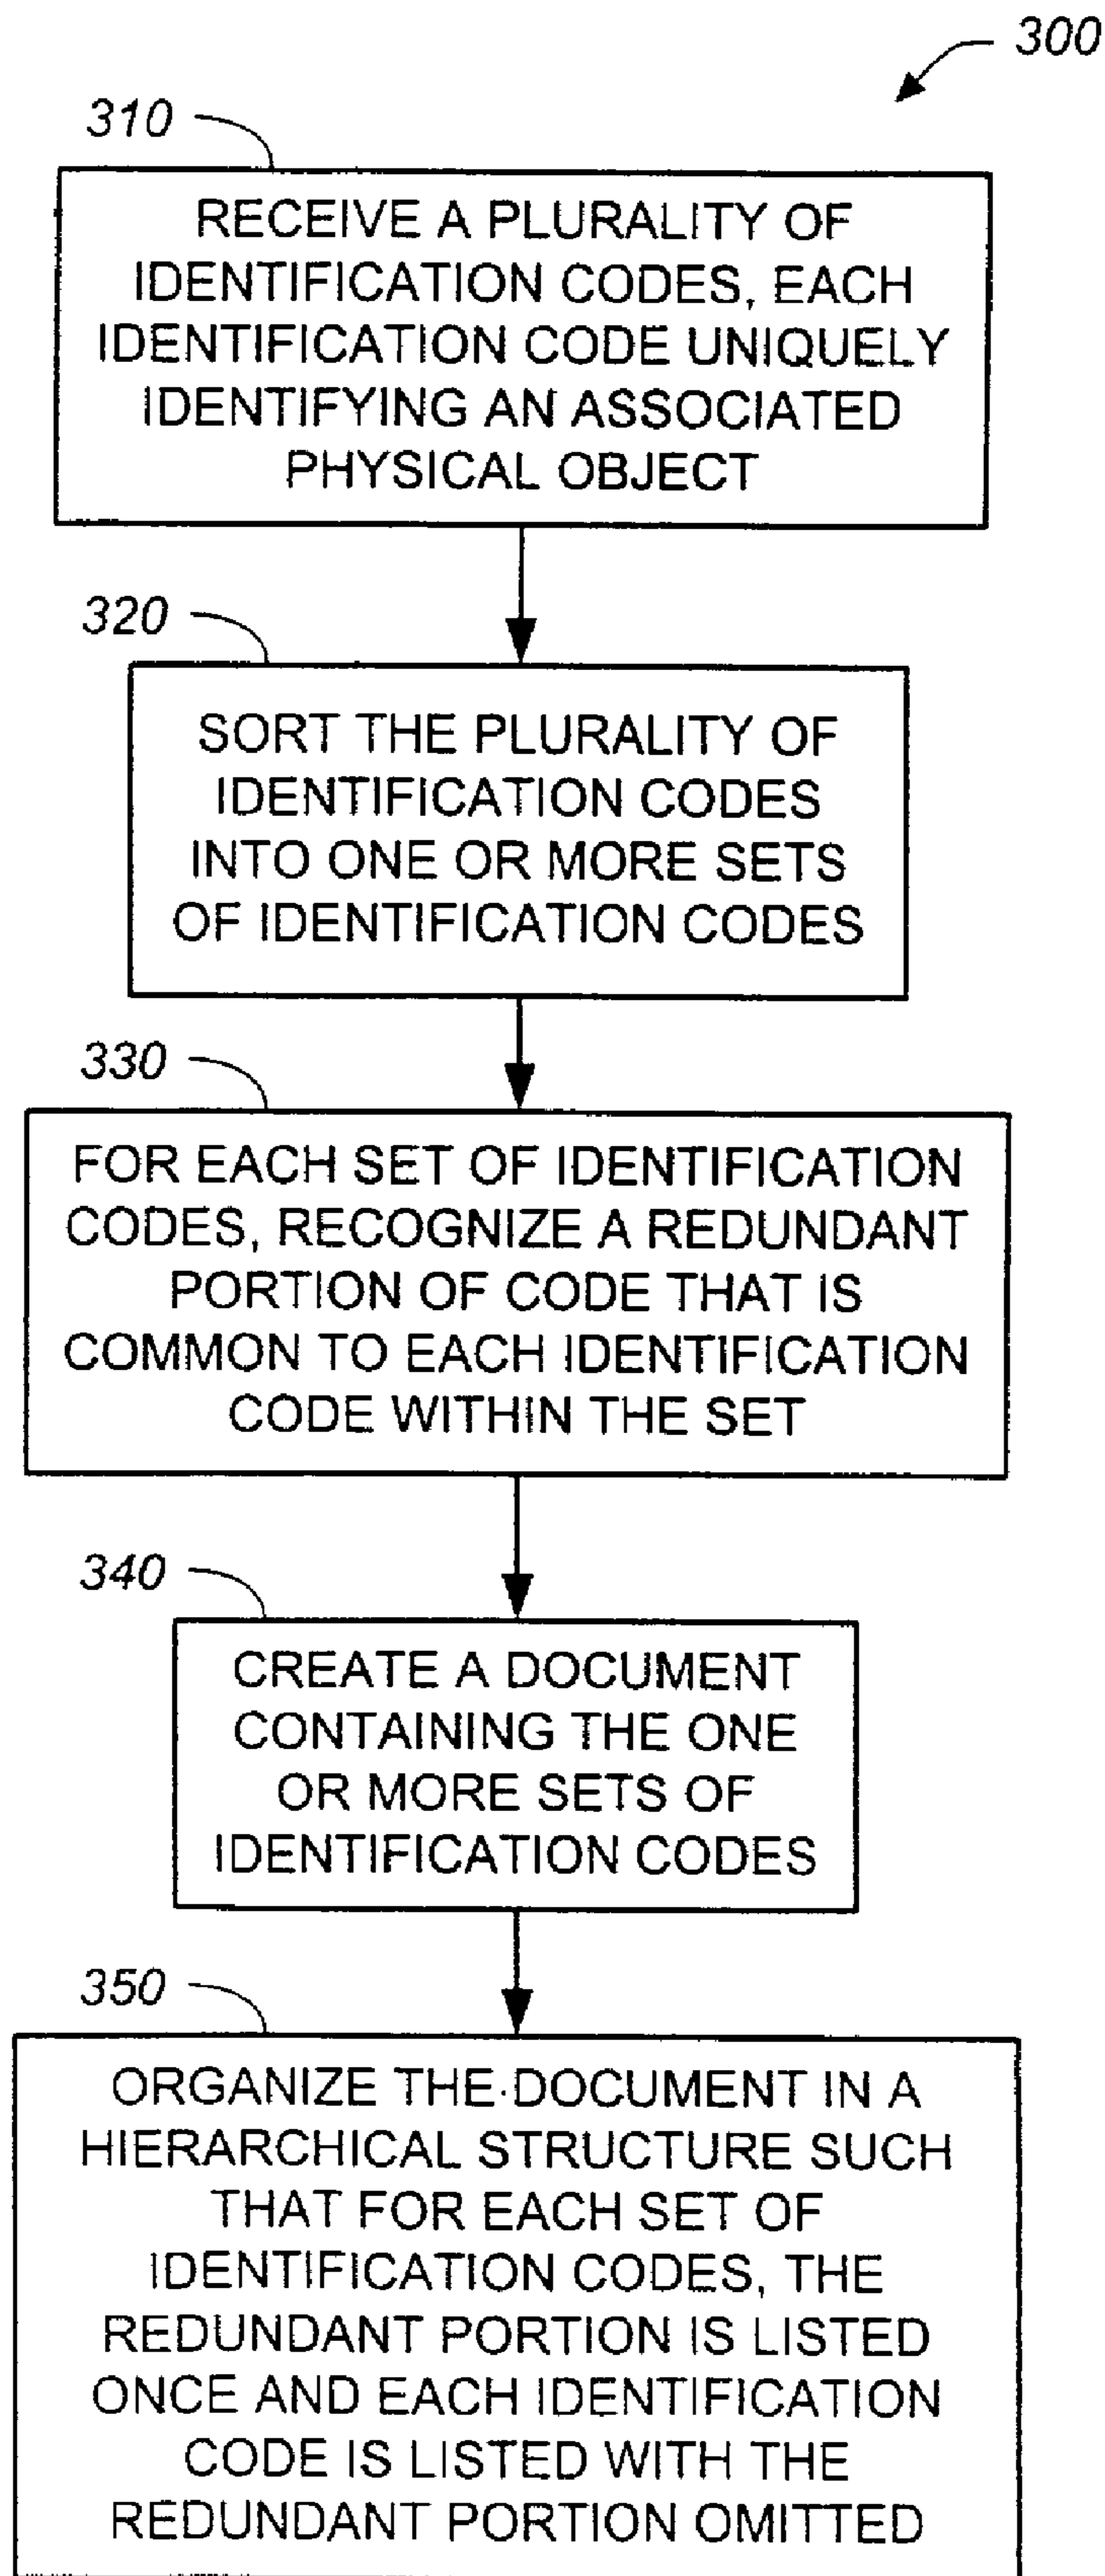 300
310
RECEIVE A PLURALITY OF
IDENTIFICATION CODES, EACH
IDENTIFICATION CODE UNIQUELY
IDENTIFYING AN ASSOCIATED
PHYSICAL OBJECT
320
SORT THE PLURALITY OF
IDENTIFICATION CODES
INTO ONE OR MORE SETS
OF IDENTIFICATION CODES
330
FOR EACH SET OF IDENTIFICATION
CODES, RECOGNIZE A REDUNDANT
PORTION OF CODE THAT IS
COMMON TO EACH IDENTIFICATION
CODE WITHIN THE SET
340
CREATE A DOCUMENT
CONTAINING THE ONE
OR MORE SETS OF
IDENTIFICATION CODES
350
ORGANIZE THE DOCUMENT IN A
HIERARCHICAL STRUCTURE SUCH
THAT FOR EACH SET OF
IDENTIFICATION CODES, THE
REDUNDANT PORTION IS LISTED
ONCE AND EACH IDENTIFICATION
CODE IS LISTED WITH THE
REDUNDANT PORTION OMITTED